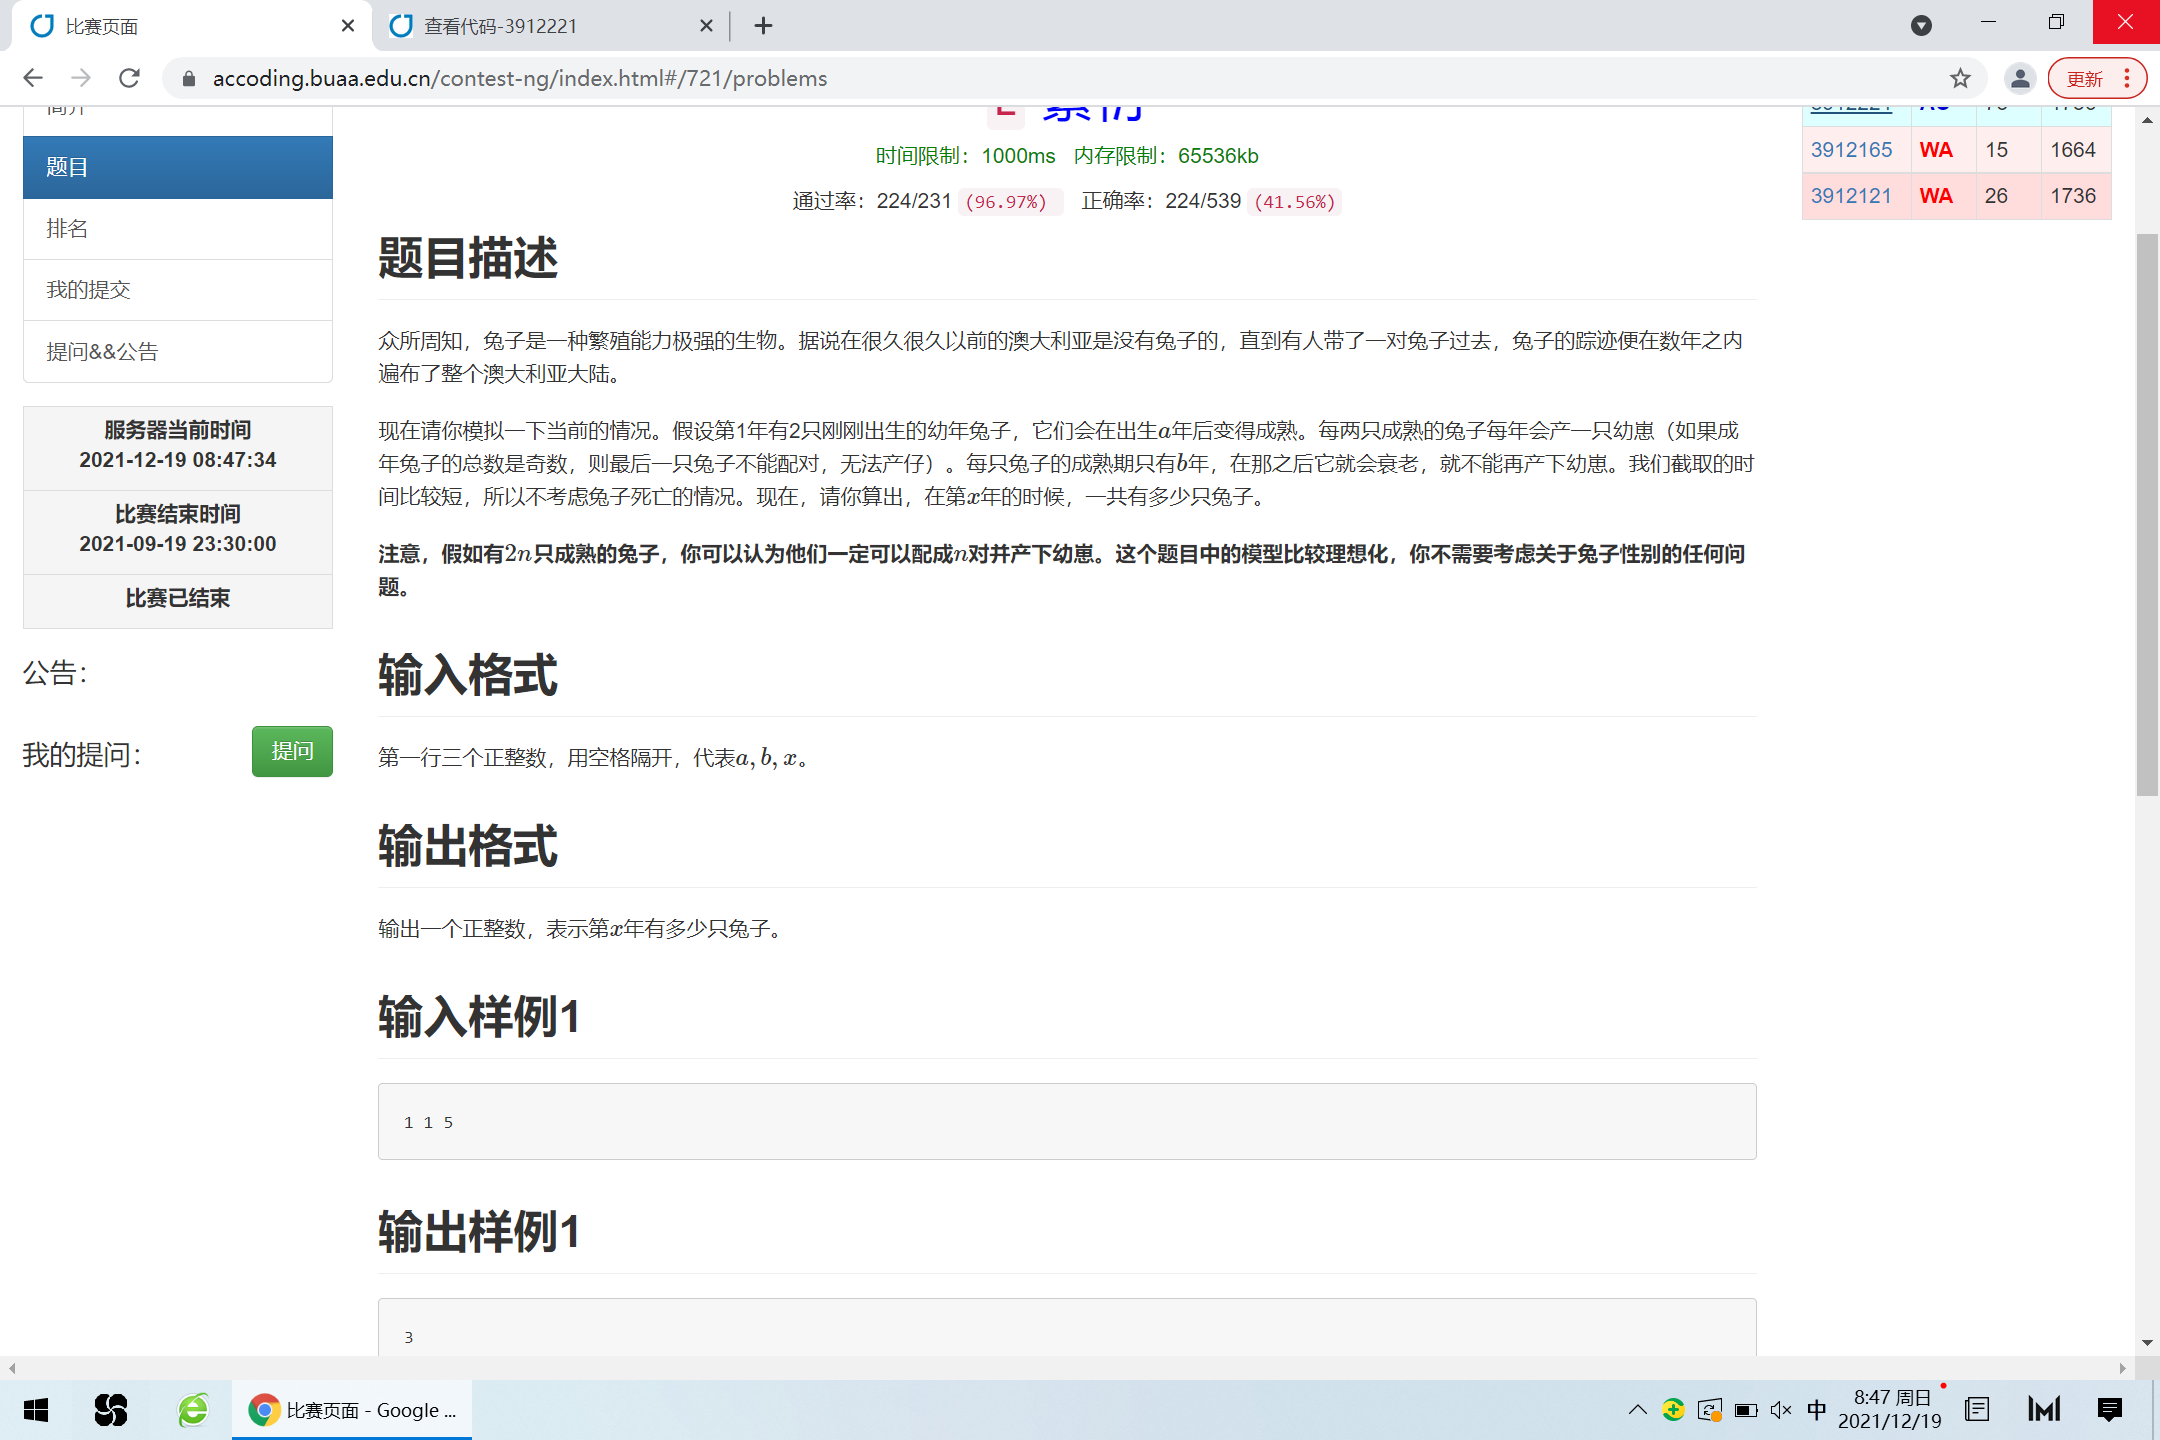 比赛页面
查看代码-3912221
accoding.buaa.edu.cn/contest-ng/index.html#/721/problems
更新
简介
题目
排名
我的提交
提问&&公告
服务器当前时间
2021-12-19 08:47:34
比赛结束时间
2021-09-19 23:30:00
比赛已结束
公告：
我的提问：
提问
时间限制：1000ms 内存限制：65536kb
通过率：224/231 (96.97%) 正确率：224/539 (41.56%)
题目描述
众所周知，兔子是一种繁殖能力极强的生物。据说在很久很久以前的澳大利亚是没有兔子的，直到有人带了一对兔子过去，兔子的踪迹便在数年之内
遍布了整个澳大利亚大陆。
现在请你模拟一下当前的情况。假设第1年有2只刚刚出生的幼年兔子，它们会在出生a年后变得成熟。每两只成熟的兔子每年会产一只幼崽（如果成
年兔子的总数是奇数，则最后一只兔子不能配对，无法产仔）。每只兔子的成熟期只有b年，在那之后它就会衰老，就不能再产下幼崽。我们截取的时
间比较短，所以不考虑兔子死亡的情况。现在，请你算出，在第x年的时候，一共有多少只兔子。
注意，假如有2n只成熟的兔子，你可以认为他们一定可以配成n对并产下幼崽。这个题目中的模型比较理想化，你不需要考虑关于兔子性别的任何问
题。
输入格式
第一行三个正整数，用空格隔开，代表a, b, x。
输出格式
输出一个正整数，表示第x年有多少只兔子。
输入样例1
1 1 5
输出样例1
3
3912221 AC
3912165 WA 15 1664
3912121 WA 26 1736
比赛页面 - Google ...
中
8:47 周日
2021/12/19